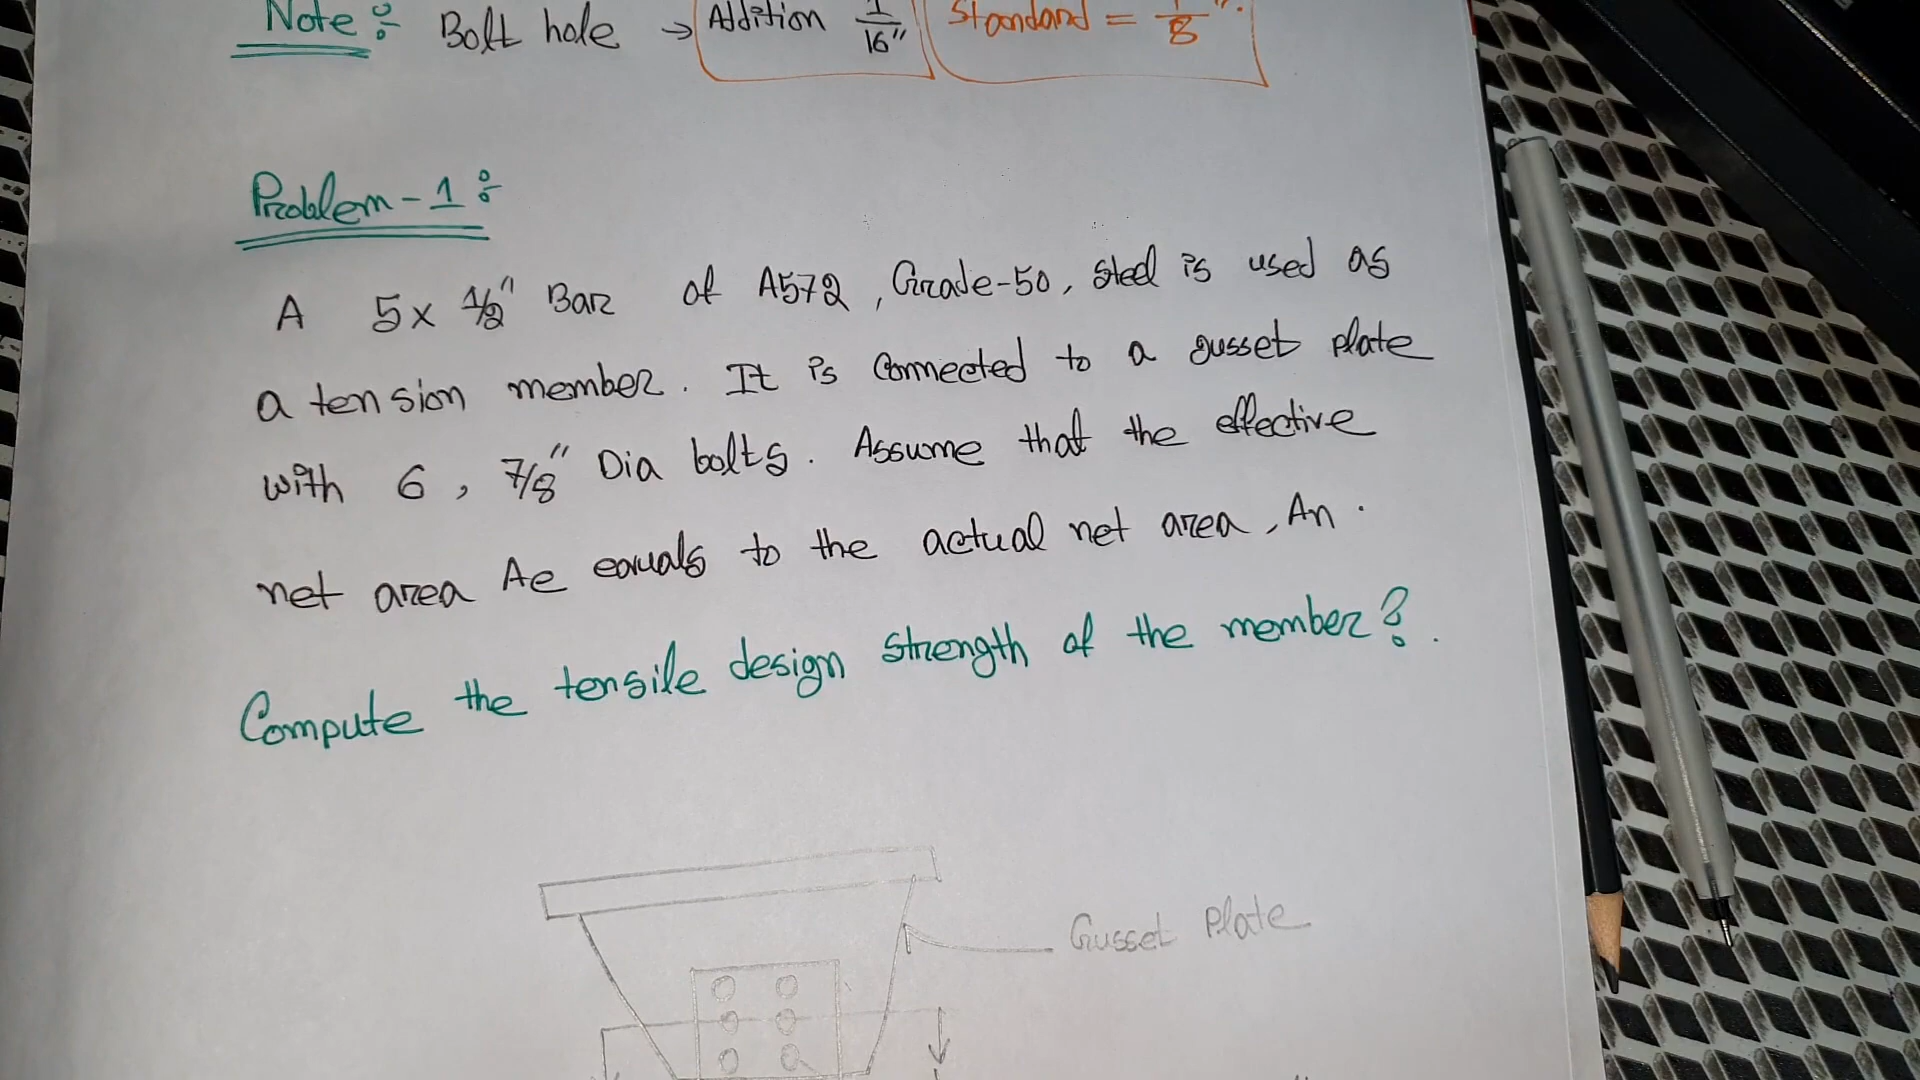 Note : Bolt hole → Addition 1/16" Standard = 1/8".
Problem-1 :
A 5 x 1/2" Bar of A572, Grade-50, steel is used as
a tension member. It is Connected to a gusset plate
with 6, 7/8" Dia bolts. Assume that the effective
net area Ae equals to the actual net area, An.
Compute the tensile design strength of the member?.
Gusset Plate